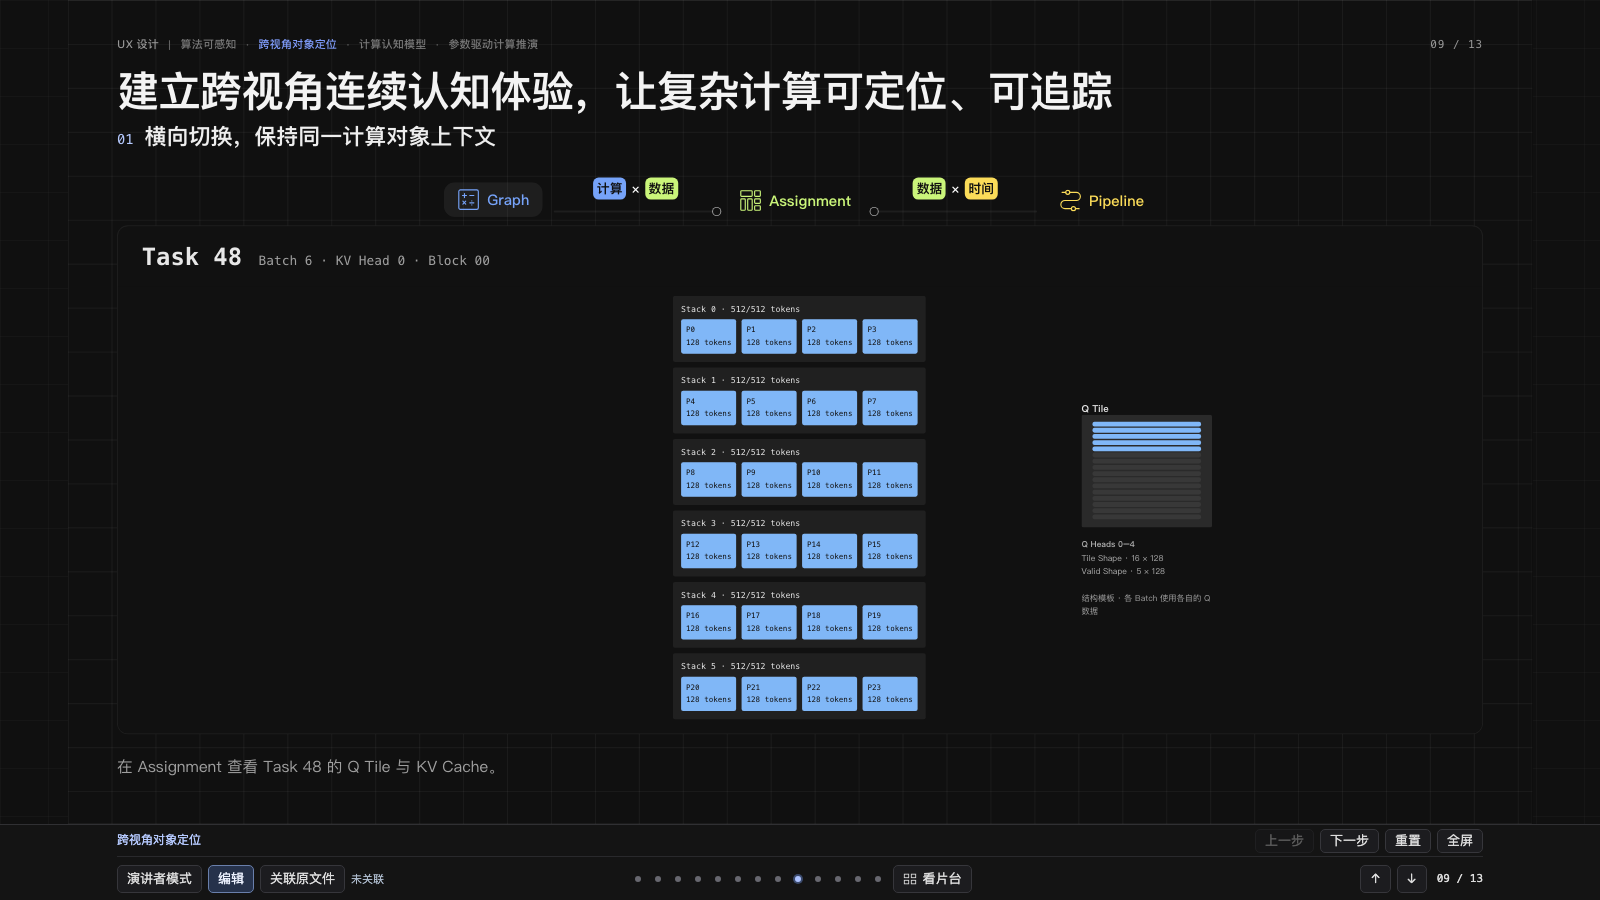 UX 设计 | 算法可感知 · 跨视角对象定位 · 计算认知模型 · 参数驱动计算推演
09 / 13
建立跨视角连续认知体验，让复杂计算可定位、可追踪
01 横向切换，保持同一计算对象上下文
Graph
计算 × 数据
Assignment
数据 × 时间
Pipeline
Task 48 Batch 6 · KV Head 0 · Block 00
Stack 0 · 512/512 tokens
P0 P1 P2 P3
128 tokens 128 tokens 128 tokens 128 tokens
Stack 1 · 512/512 tokens
P4 P5 P6 P7
128 tokens 128 tokens 128 tokens 128 tokens
Stack 2 · 512/512 tokens
P8 P9 P10 P11
128 tokens 128 tokens 128 tokens 128 tokens
Stack 3 · 512/512 tokens
P12 P13 P14 P15
128 tokens 128 tokens 128 tokens 128 tokens
Stack 4 · 512/512 tokens
P16 P17 P18 P19
128 tokens 128 tokens 128 tokens 128 tokens
Stack 5 · 512/512 tokens
P20 P21 P22 P23
128 tokens 128 tokens 128 tokens 128 tokens
Q Tile
Q Heads 0–4
Tile Shape · 16 × 128
Valid Shape · 5 × 128
结构模板 · 各 Batch 使用各自的 Q
数据
在 Assignment 查看 Task 48 的 Q Tile 与 KV Cache。
跨视角对象定位
上一步 下一步 重置 全屏
演讲者模式 编辑 关联原文件 未关联
看片台
↑ ↓ 09 / 13